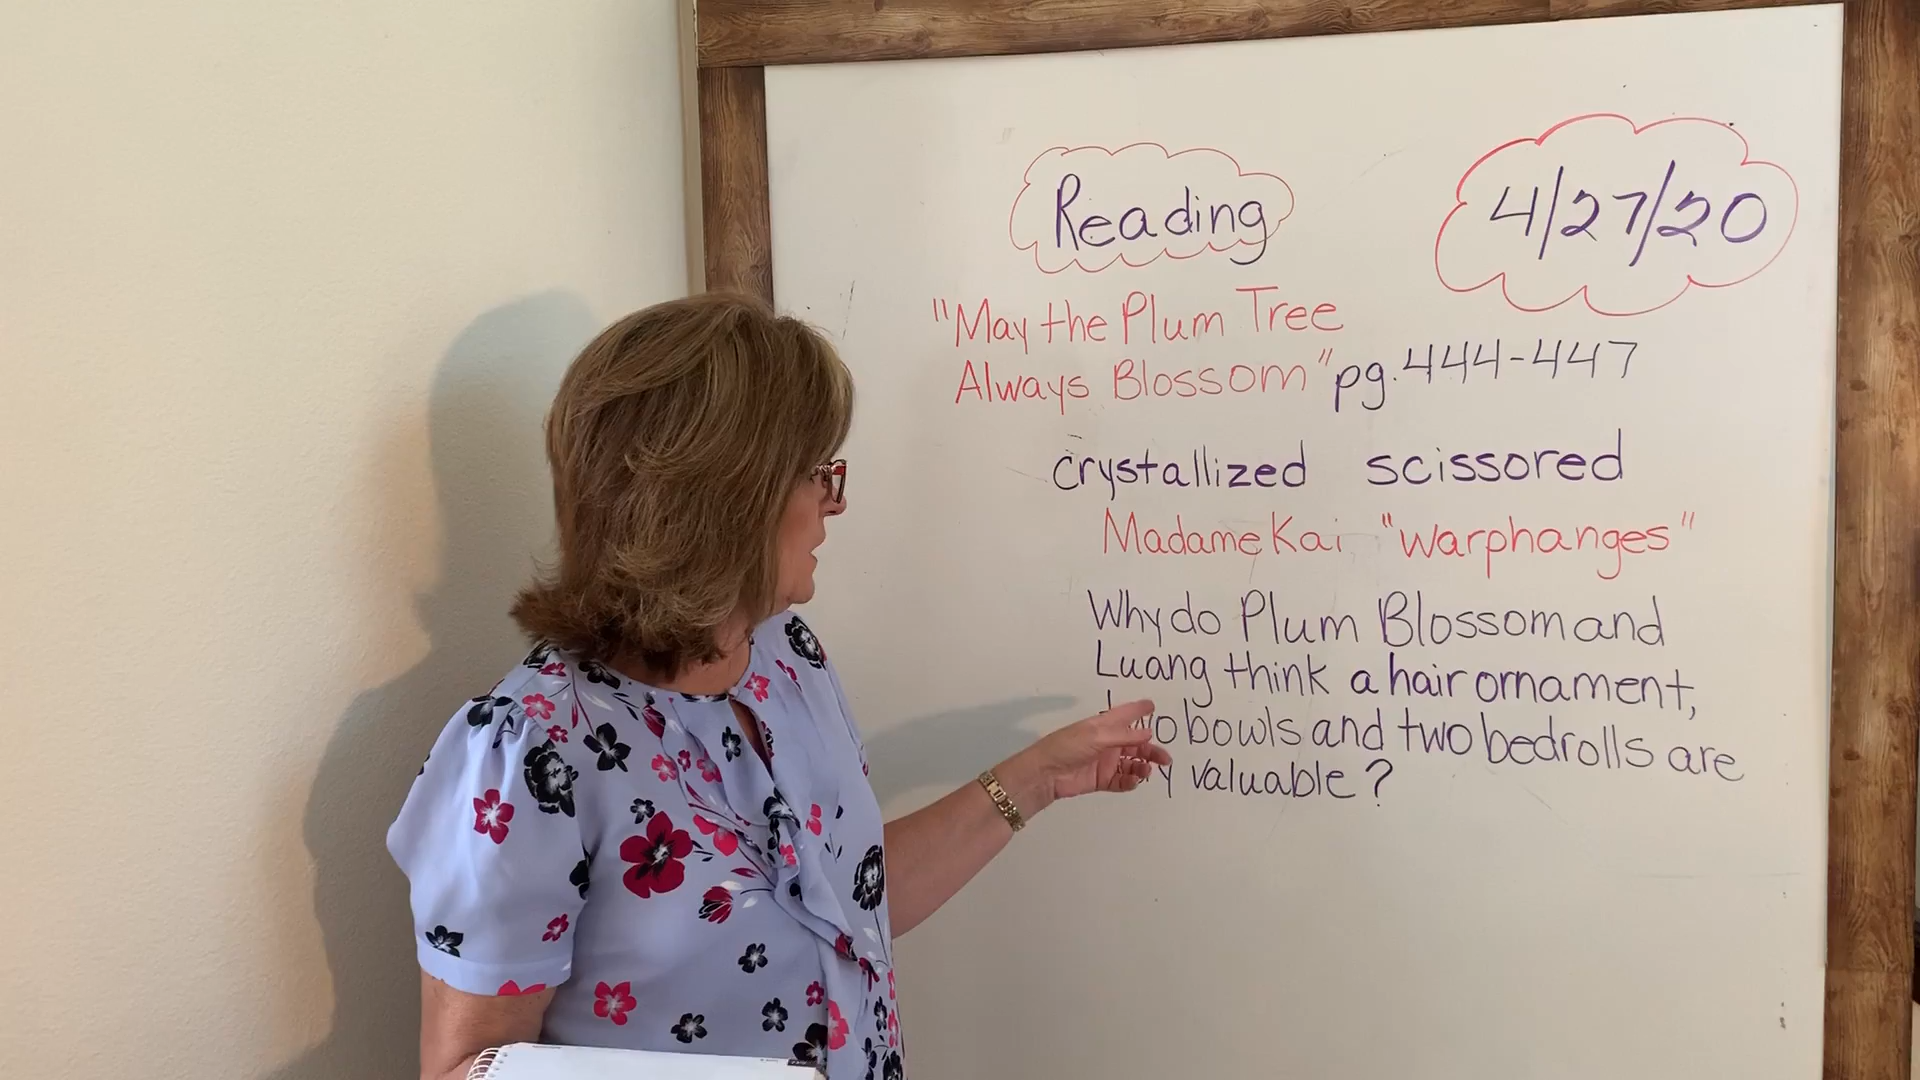 Reading
4/27/20
"May the Plum Tree
Always Blossom" pg. 444-447
crystallized scissored
Madame Kai "warphanges"
Why do Plum Blossom and
Luang think a hair ornament,
two bowls and two bedrolls are
valuable?